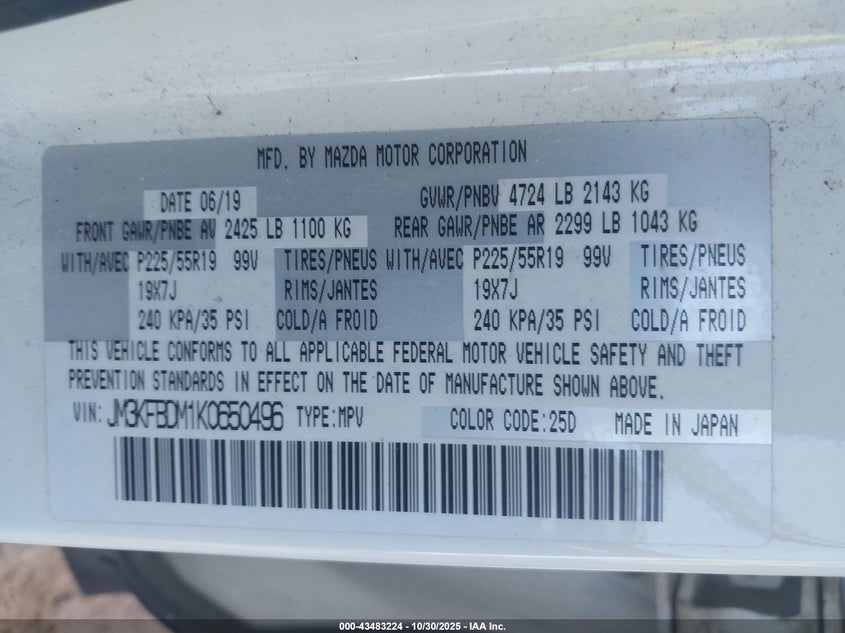 MFD. BY MAZDA MOTOR CORPORATION
DATE 06/19 GVWR/PNBV 4724 LB 2143 KG
FRONT GAWR/PNBE AV 2425 LB 1100 KG REAR GAWR/PNBE AR 2299 LB 1043 KG
WITH/AVEC P225/55R19 99V TIRES/PNEUS WITH/AVEC P225/55R19 99V TIRES/PNEUS
19X7J RIMS/JANTES 19X7J RIMS/JANTES
240 KPA/35 PSI COLD/A FROID 240 KPA/35 PSI COLD/A FROID
THIS VEHICLE CONFORMS TO ALL APPLICABLE FEDERAL MOTOR VEHICLE SAFETY AND THEFT
PREVENTION STANDARDS IN EFFECT ON THE DATE OF MANUFACTURE SHOWN ABOVE.
VIN: JM3KFBDM1K0650496 TYPE:MPV COLOR CODE:25D MADE IN JAPAN
000-43483224 - 10/30/2025 - IAA Inc.